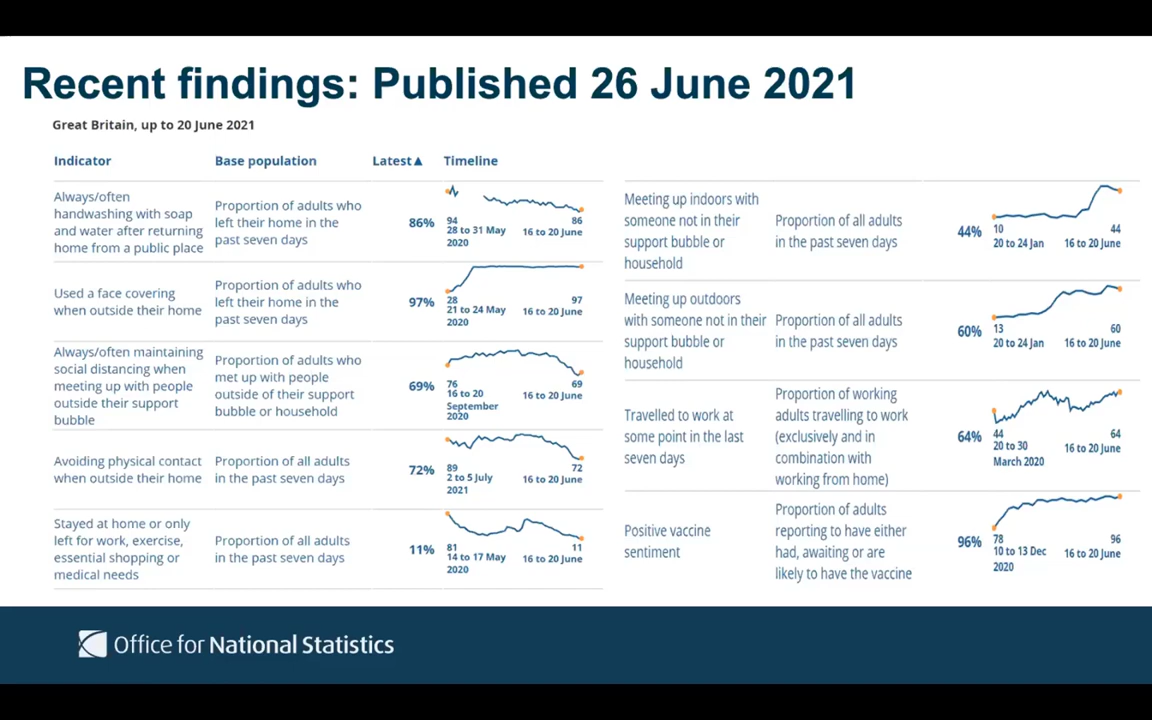 Recent findings: Published 26 June 2021
Great Britain, up to 20 June 2021
Indicator
Base population
Latest▲
Timeline
Always/often
handwashing with soap
and water after returning
home from a public place
Proportion of adults who
left their home in the
past seven days
86%
94
28 to 31 May
2020
86
16 to 20 June
Used a face covering
when outside their home
Proportion of adults who
left their home in the
past seven days
97%
28
21 to 24 May
2020
97
16 to 20 June
Always/often maintaining
social distancing when
meeting up with people
outside their support
bubble
Proportion of adults who
met up with people
outside of their support
bubble or household
69%
76
16 to 20
September
2020
69
16 to 20 June
Avoiding physical contact
when outside their home
Proportion of all adults
in the past seven days
72%
89
2 to 5 July
2021
72
16 to 20 June
Stayed at home or only
left for work, exercise,
essential shopping or
medical needs
Proportion of all adults
in the past seven days
11%
81
14 to 17 May
2020
11
16 to 20 June
Meeting up indoors with
someone not in their
support bubble or
household
Proportion of all adults
in the past seven days
44%
10
20 to 24 Jan
44
16 to 20 June
Meeting up outdoors
with someone not in their
support bubble or
household
Proportion of all adults
in the past seven days
60%
13
20 to 24 Jan
60
16 to 20 June
Travelled to work at
some point in the last
seven days
Proportion of working
adults travelling to work
(exclusively and in
combination with
working from home)
64%
44
20 to 30
March 2020
64
16 to 20 June
Positive vaccine
sentiment
Proportion of adults
reporting to have either
had, awaiting or are
likely to have the vaccine
96%
78
10 to 13 Dec
2020
96
16 to 20 June
Office for National Statistics